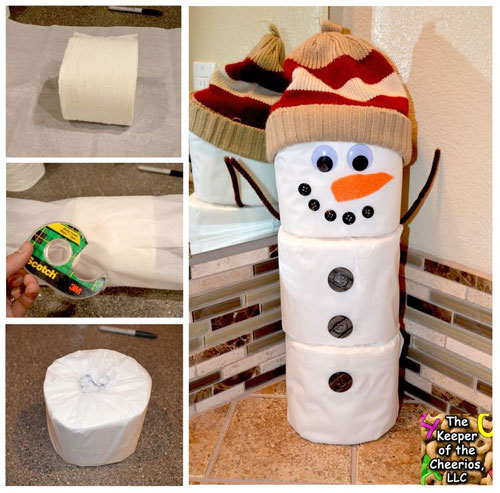 Scotch
3M
The
Keeper
of the
Cheerios,
LLC